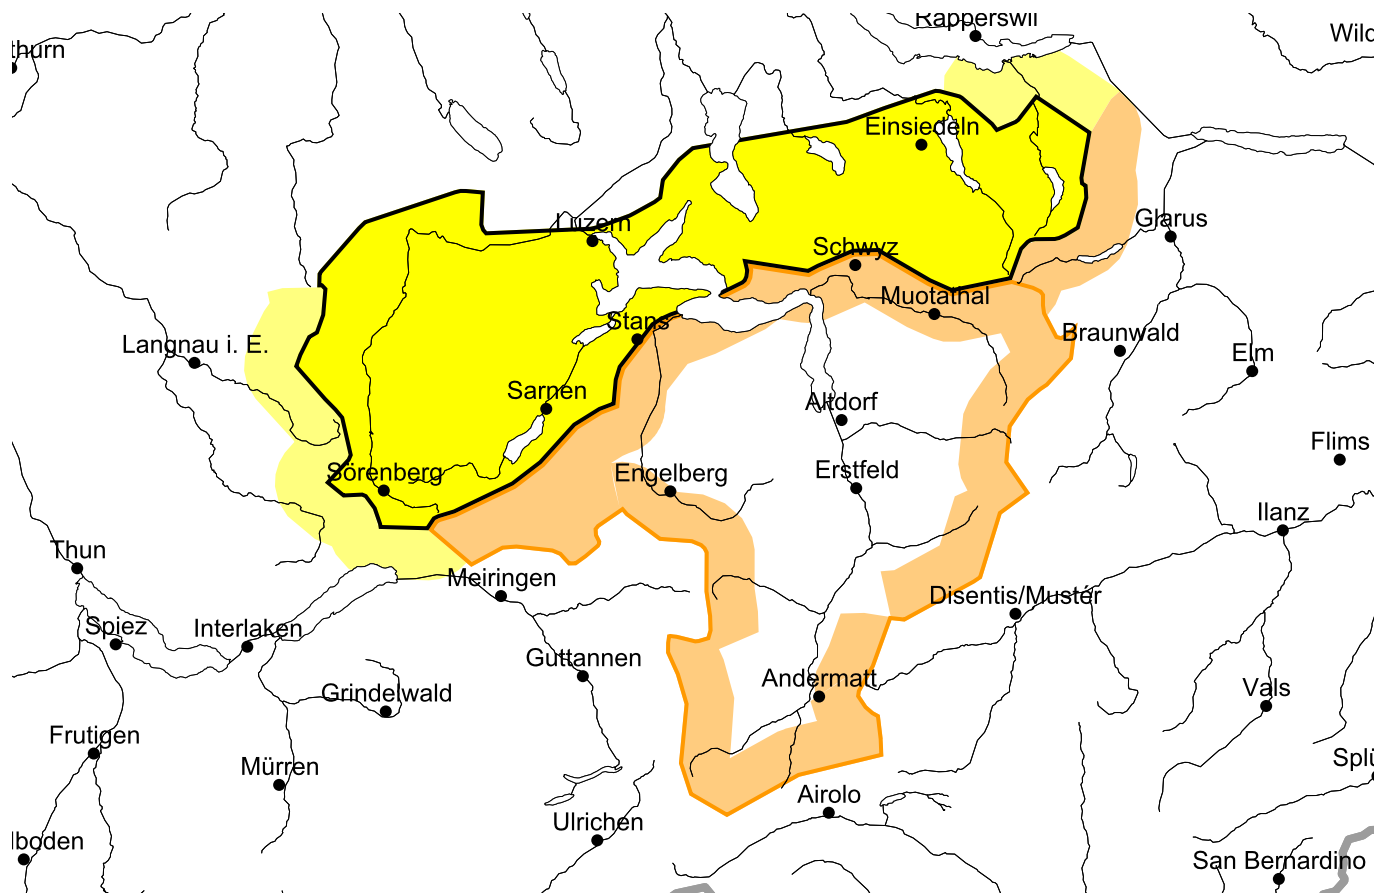 Rapperswil
Wild
thurn
Einsiedeln
Glarus
Luzern
Schwyz
Muotathal
Stans
Braunwald
Langnau i. E.
Elm
Sarnen
Altdorf
Flims
Sörenberg
Engelberg
Erstfeld
Ilanz
Thun
Meiringen
Disentis/Mustér
Spiez
Interlaken
Guttannen
Andermatt
Vals
Grindelwald
Frutigen
Mürren
Splü
Airolo
Ulrichen
lboden
San Bernardino